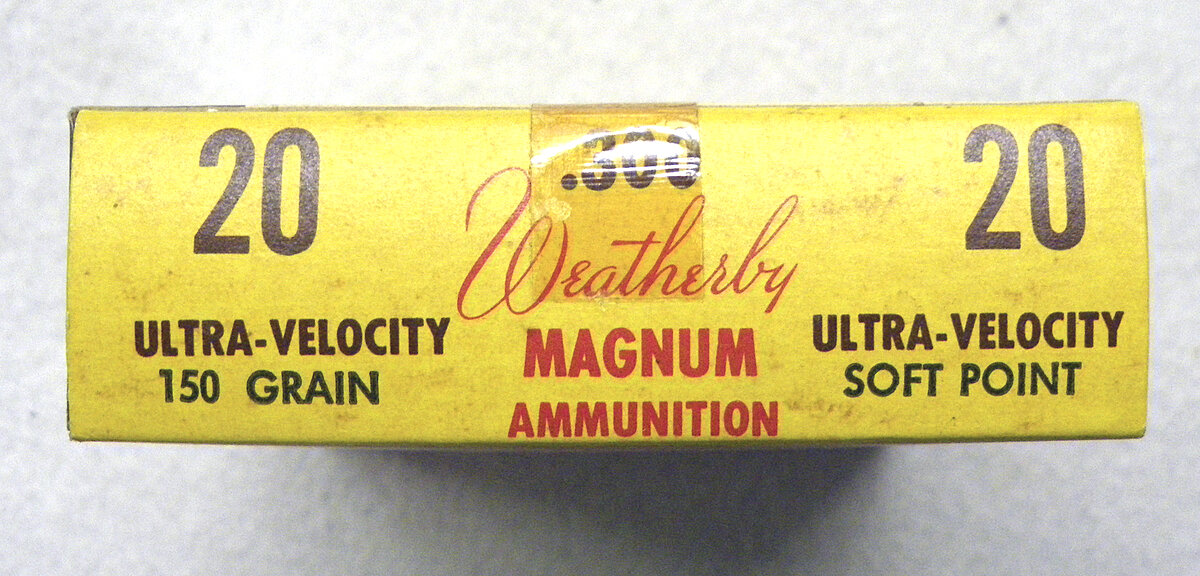 20
ULTRA-VELOCITY
150 GRAIN
.300
Weatherby
MAGNUM
AMMUNITION
20
ULTRA-VELOCITY
SOFT POINT